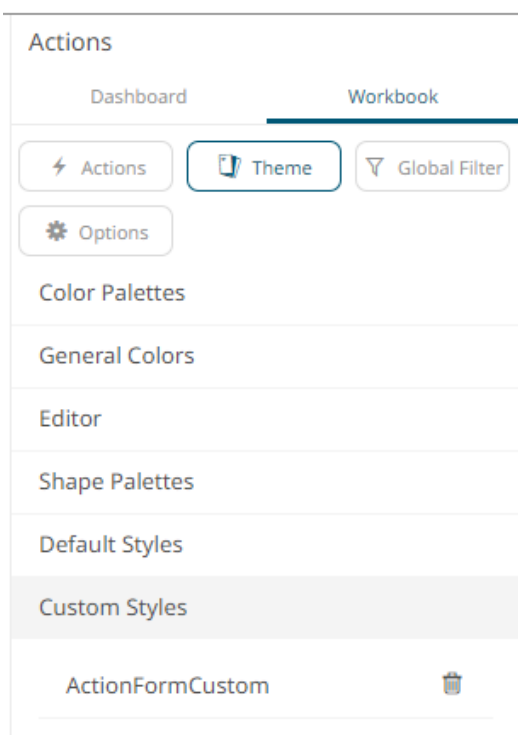 Actions
Dashboard Workbook
Actions Theme Global Filter
Options
Color Palettes
General Colors
Editor
Shape Palettes
Default Styles
Custom Styles
ActionFormCustom